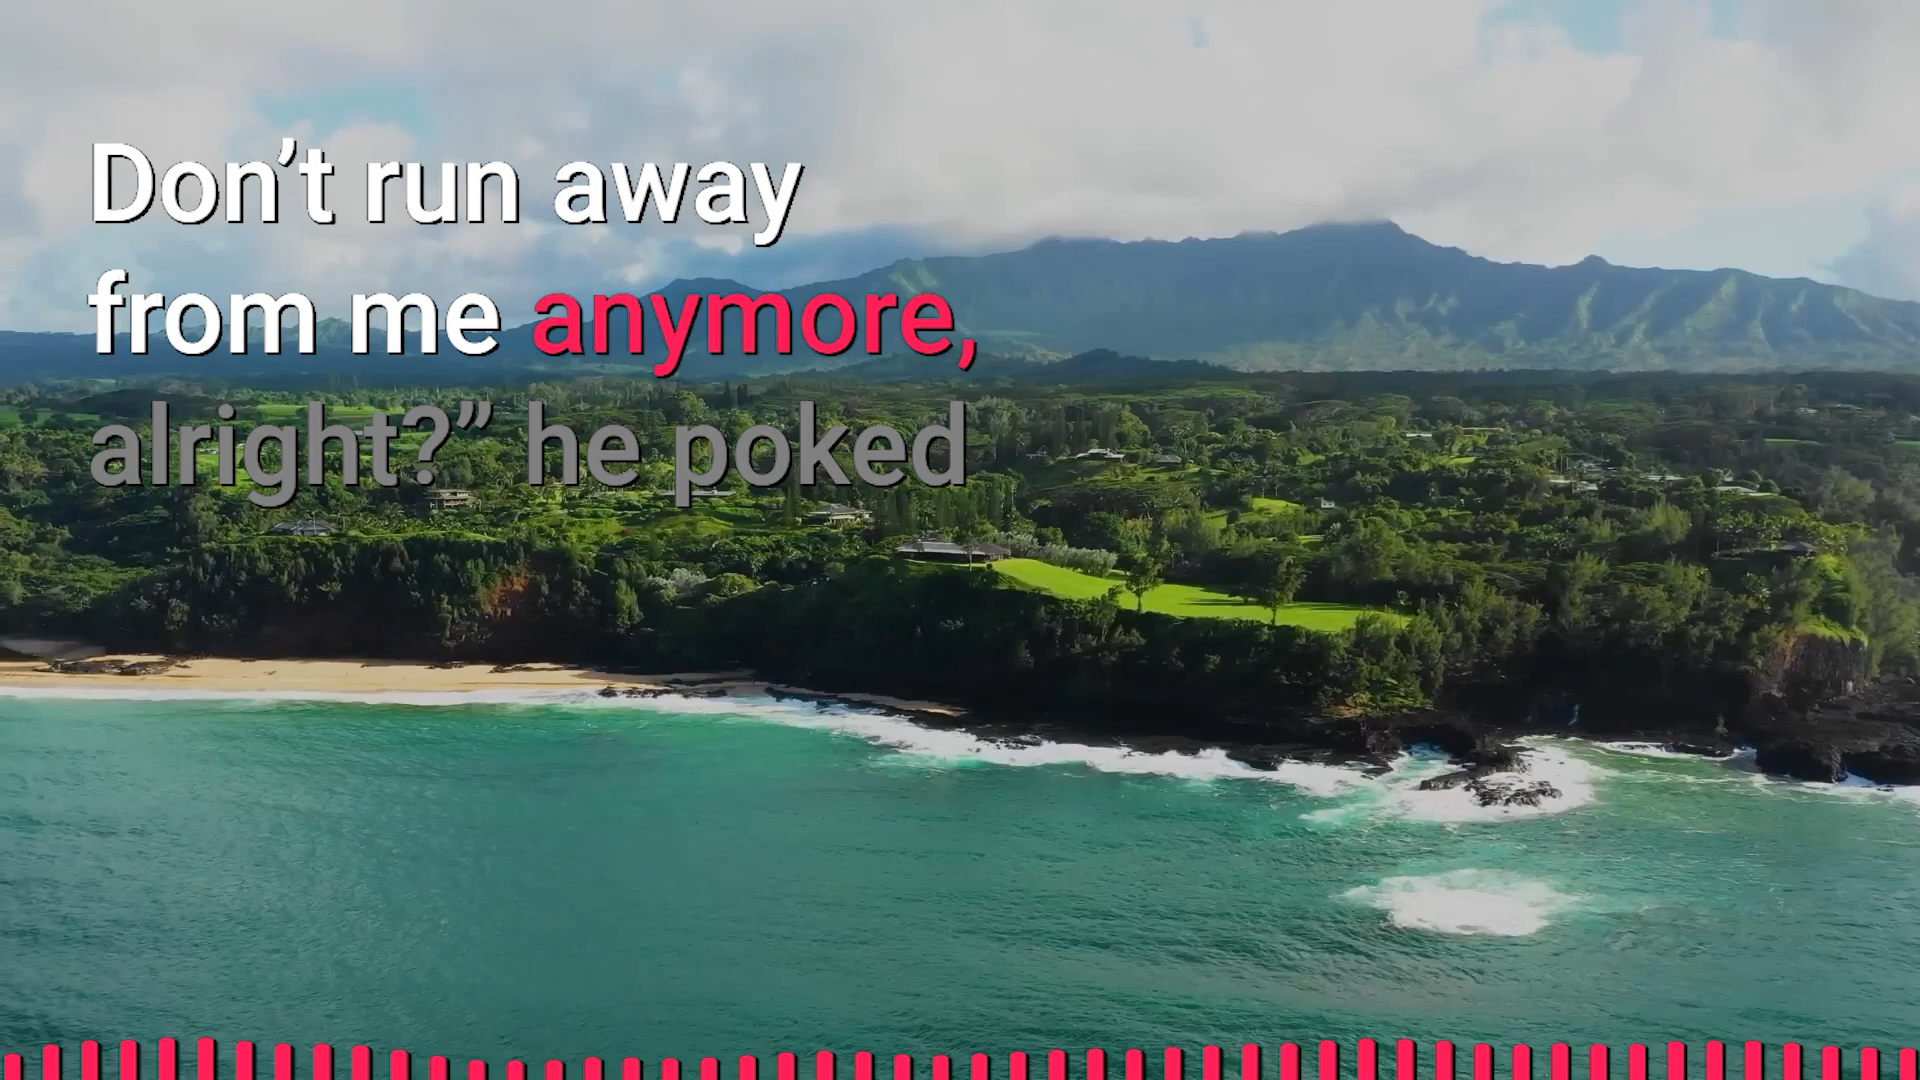 Don’t run away
from me anymore,
alright?” he poked